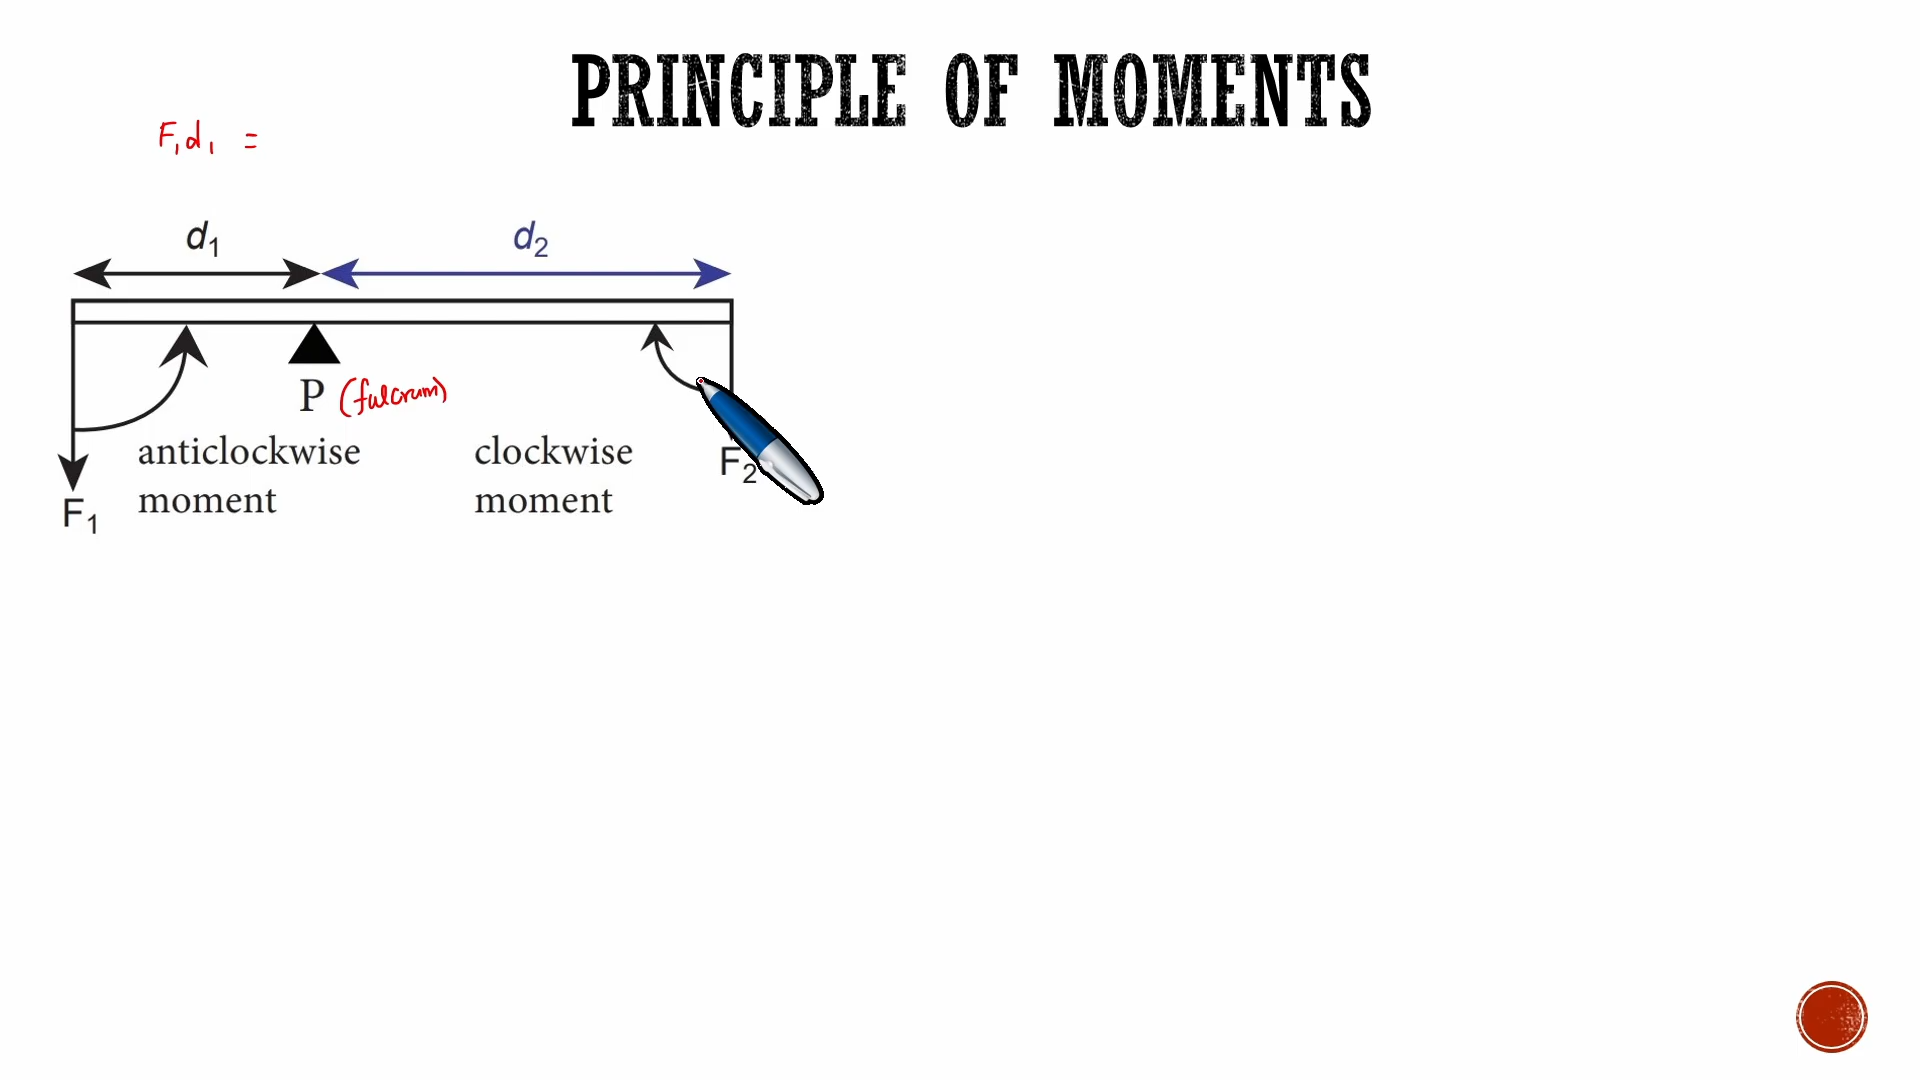 PRINCIPLE OF MOMENTS
F₁d₁ =
d₁ d₂
P (fulcrum)
anticlockwise clockwise F₂
moment moment
F₁